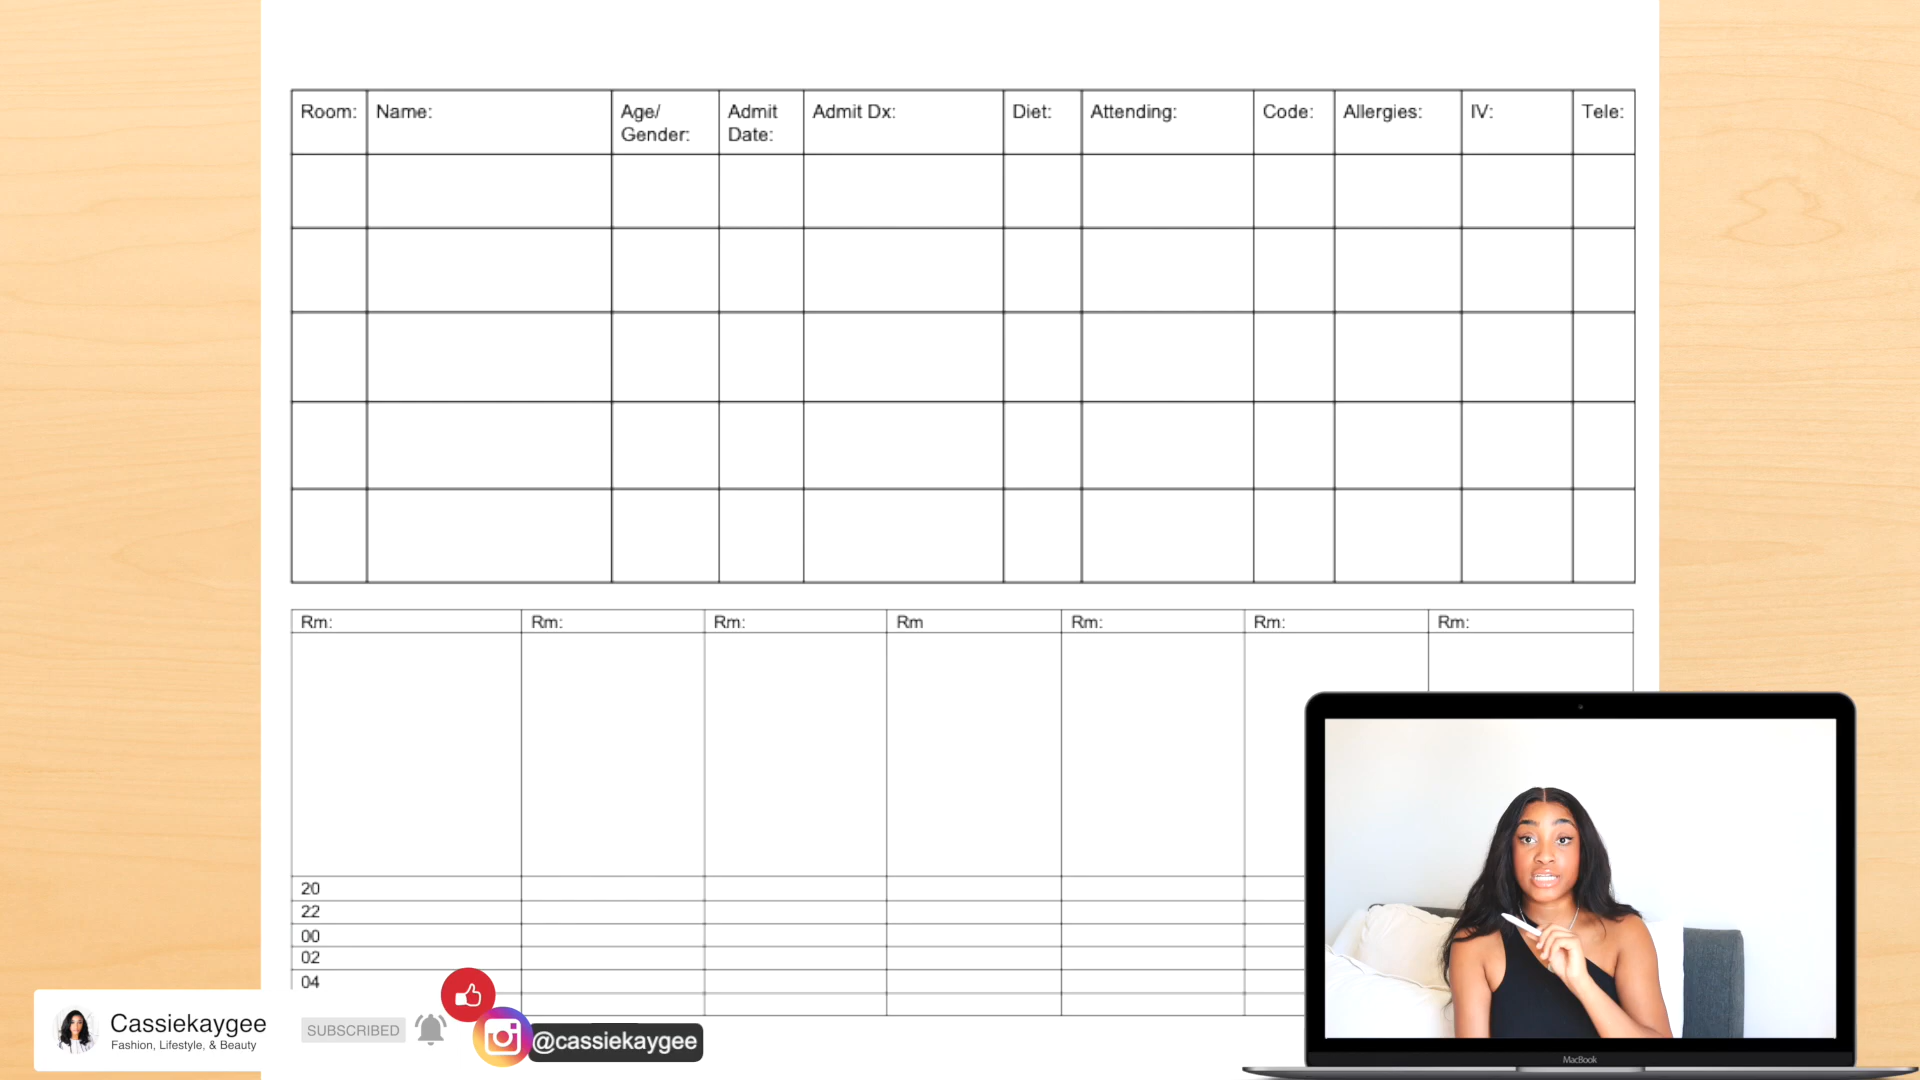 Room: Name: Age/ Gender: Admit Date: Admit Dx: Diet: Attending: Code: Allergies: IV: Tele:
Rm: Rm: Rm: Rm Rm: Rm: Rm:
20
22
00
02
04
Cassiekaygee
Fashion, Lifestyle, & Beauty
SUBSCRIBED
@cassiekaygee
MacBook